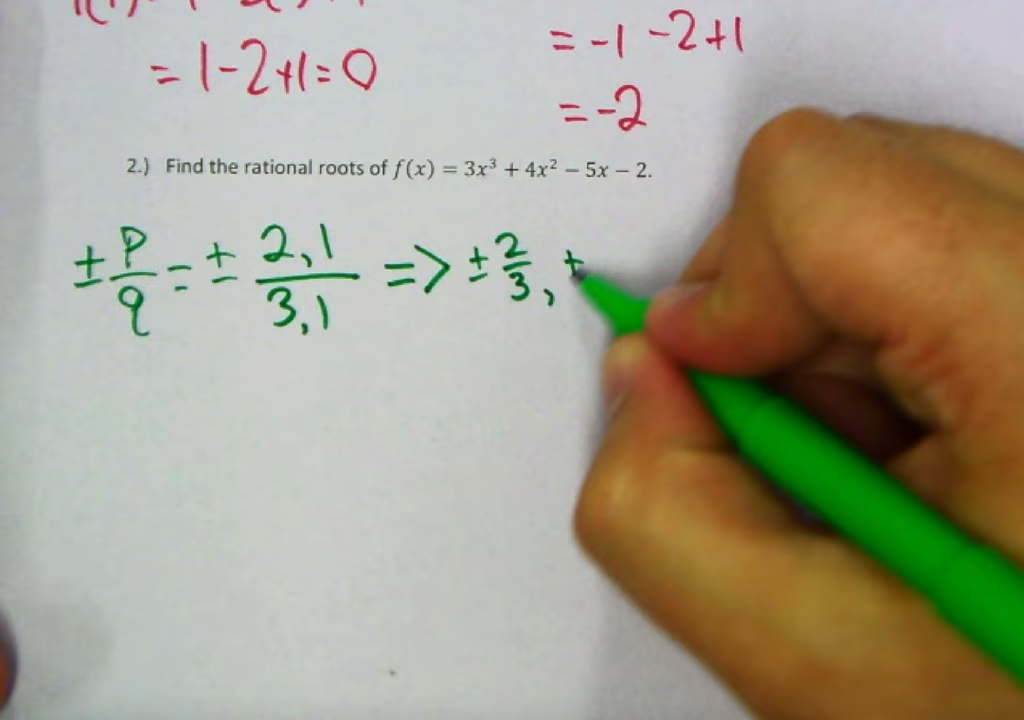 = 1-2+1=0
= -1 -2+1
= -2
2.) Find the rational roots of f(x) = 3x³ + 4x² − 5x − 2.
± P/q = ± 2,1/3,1 => ± 2/3, ±